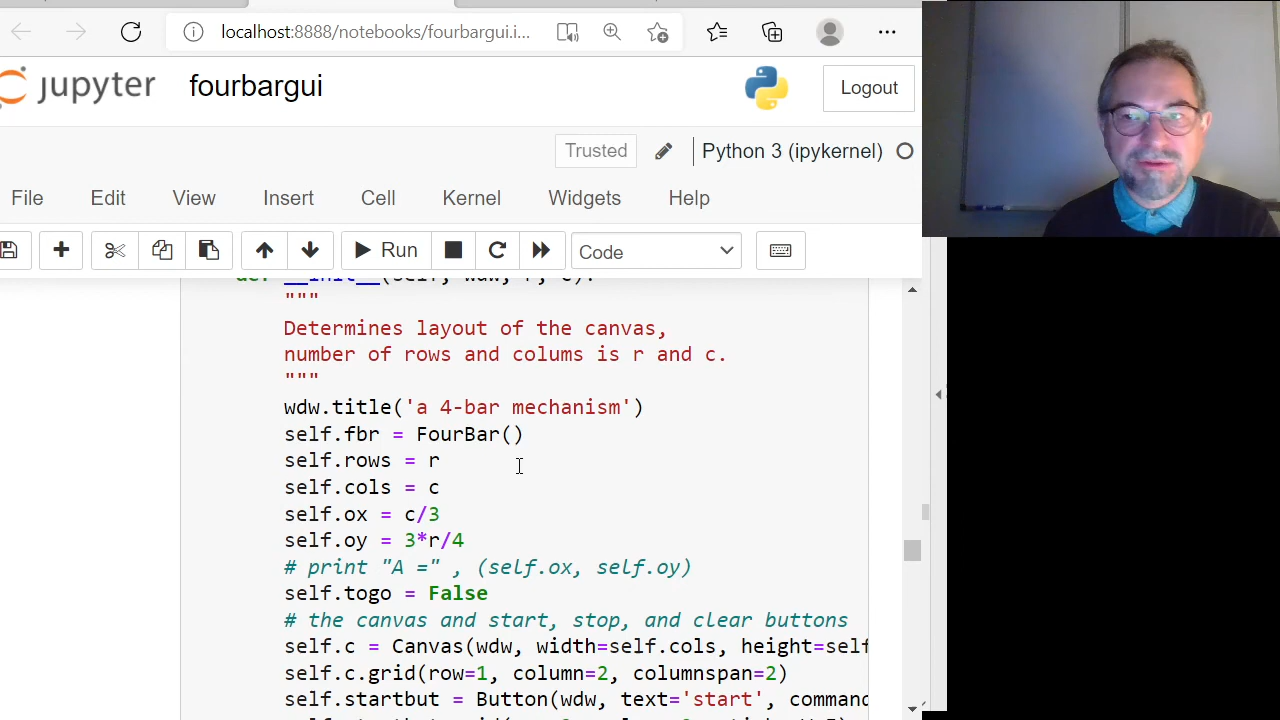 localhost:8888/notebooks/fourbargui.i...
jupyter fourbargui
Logout
Trusted
Python 3 (ipykernel)
File Edit View Insert Cell Kernel Widgets Help
Run
Code
"""
Determines layout of the canvas,
number of rows and colums is r and c.
"""
wdw.title('a 4-bar mechanism')
self.fbr = FourBar()
self.rows = r
self.cols = c
self.ox = c/3
self.oy = 3*r/4
# print "A =" , (self.ox, self.oy)
self.togo = False
# the canvas and start, stop, and clear buttons
self.c = Canvas(wdw, width=self.cols, height=self
self.c.grid(row=1, column=2, columnspan=2)
self.startbut = Button(wdw, text='start', command